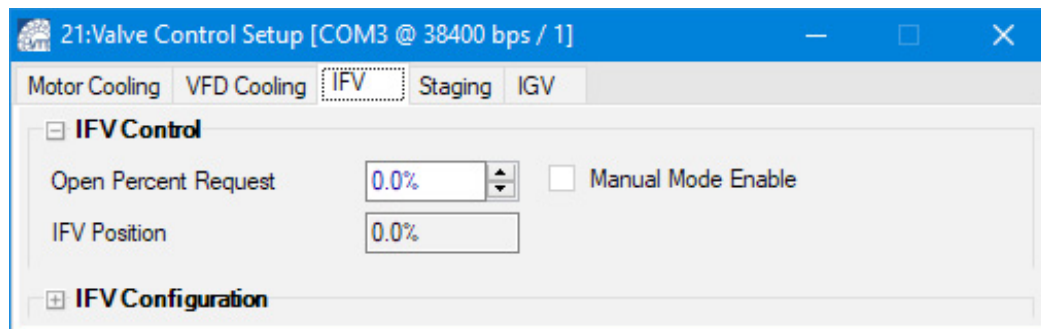 21:Valve Control Setup [COM3 @ 38400 bps / 1]
Motor Cooling VFD Cooling IFV Staging IGV
IFV Control
Open Percent Request 0.0% Manual Mode Enable
IFV Position 0.0%
IFV Configuration